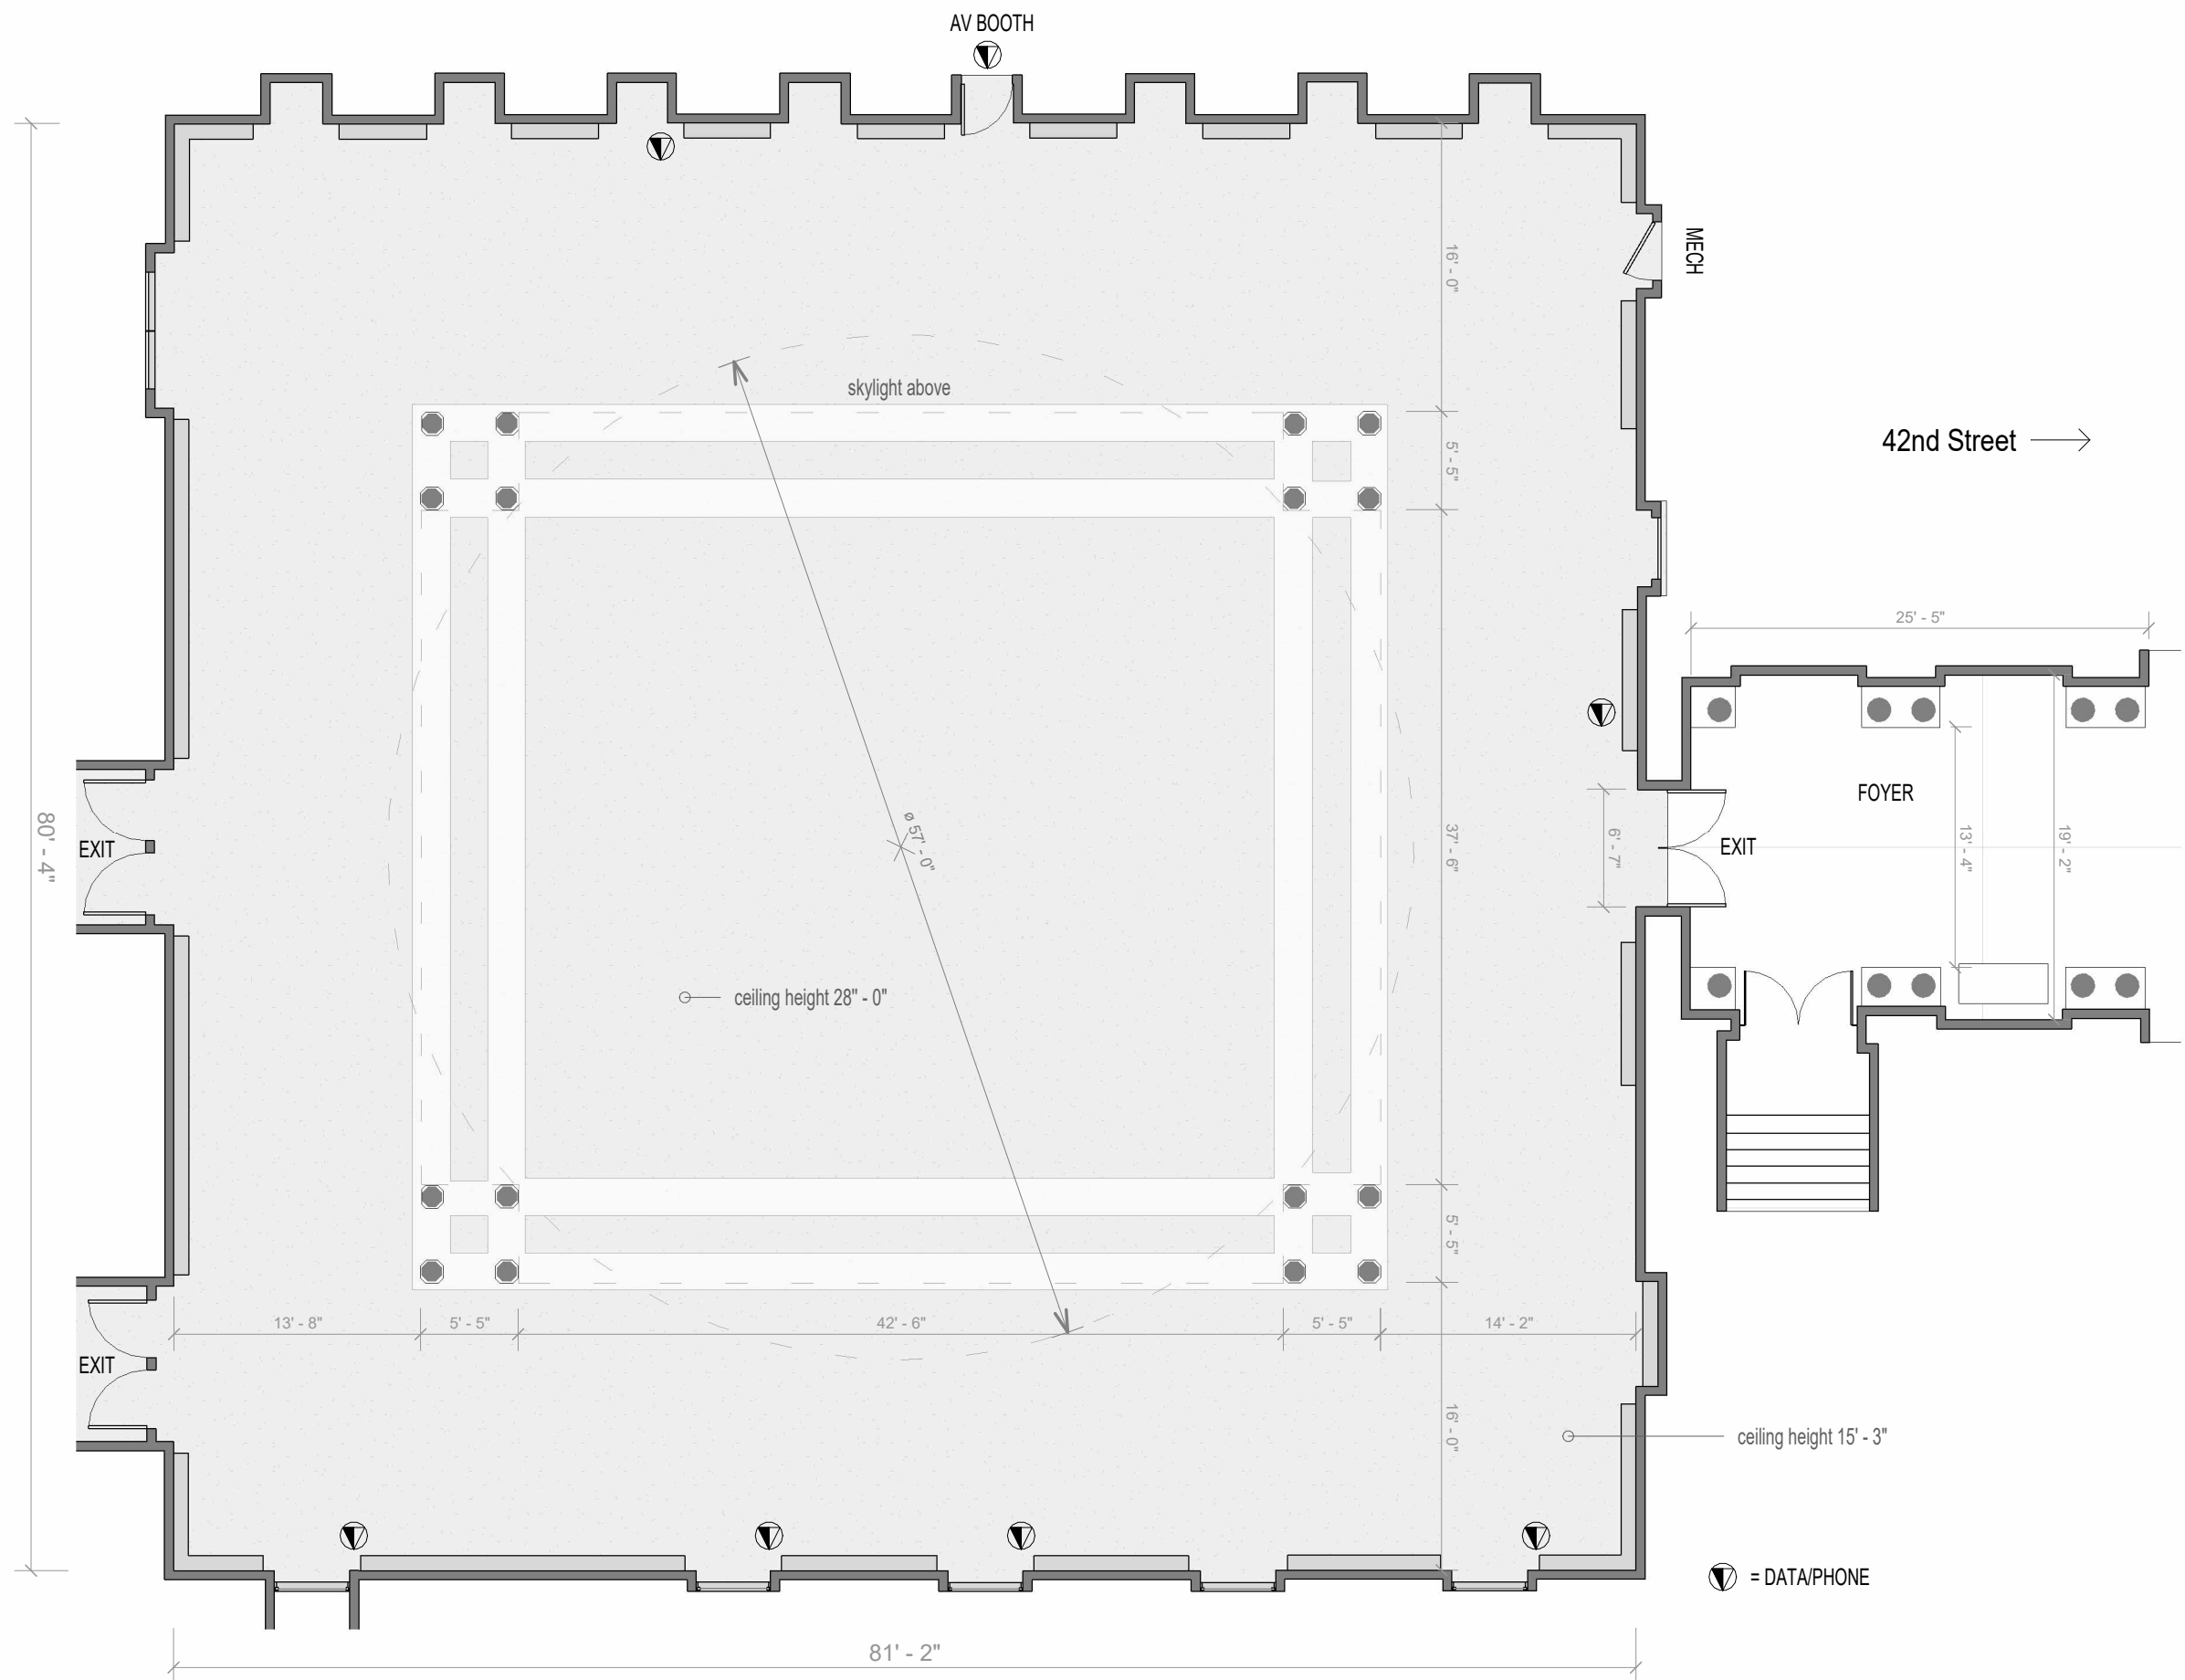 AV BOOTH
16' - 0"
MECH
skylight above
42nd Street
5' - 5"
25' - 5"
FOYER
80' - 4"
EXIT
ø 57' - 0"
37' - 6"
6' - 7"
EXIT
13' - 4"
19' - 2"
ceiling height 28" - 0"
5' - 5"
13' - 8"
5' - 5"
42' - 6"
5' - 5"
14' - 2"
EXIT
16' - 0"
ceiling height 15' - 3"
= DATA/PHONE
81' - 2"